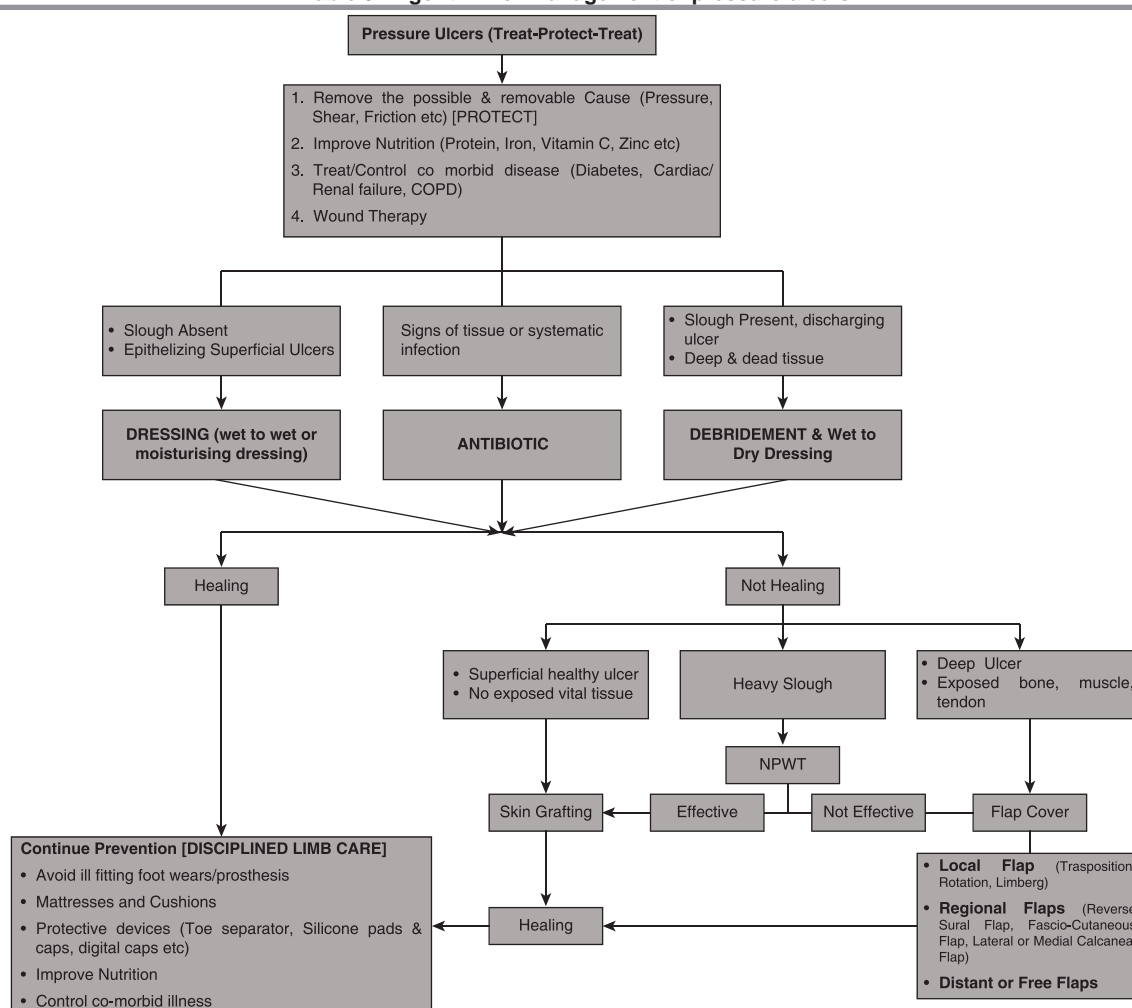 Pressure Ulcers (Treat-Protect-Treat)
1. Remove the possible & removable Cause (Pressure,
Shear, Friction etc) [PROTECT]
2. Improve Nutrition (Protein, Iron, Vitamin C, Zinc etc)
3. Treat/Control co morbid disease (Diabetes, Cardiac/
Renal failure, COPD)
4. Wound Therapy
• Slough Absent
• Epithelizing Superficial Ulcers
Signs of tissue or systematic
infection
• Slough Present, discharging
ulcer
• Deep & dead tissue
DRESSING (wet to wet or
moisturising dressing)
ANTIBIOTIC
DEBRIDEMENT & Wet to
Dry Dressing
Healing
Not Healing
• Superficial healthy ulcer
• No exposed vital tissue
Heavy Slough
• Deep Ulcer
• Exposed bone, muscle,
tendon
NPWT
Skin Grafting
Effective
Not Effective
Flap Cover
Continue Prevention [DISCIPLINED LIMB CARE]
• Avoid ill fitting foot wears/prosthesis
• Mattresses and Cushions
• Protective devices (Toe separator, Silicone pads &
caps, digital caps etc)
• Improve Nutrition
• Control co-morbid illness
Healing
• Local Flap (Trasposition
Rotation, Limberg)
• Regional Flaps (Reverse
Sural Flap, Fascio-Cutaneous
Flap, Lateral or Medial Calcanea
Flap)
• Distant or Free Flaps